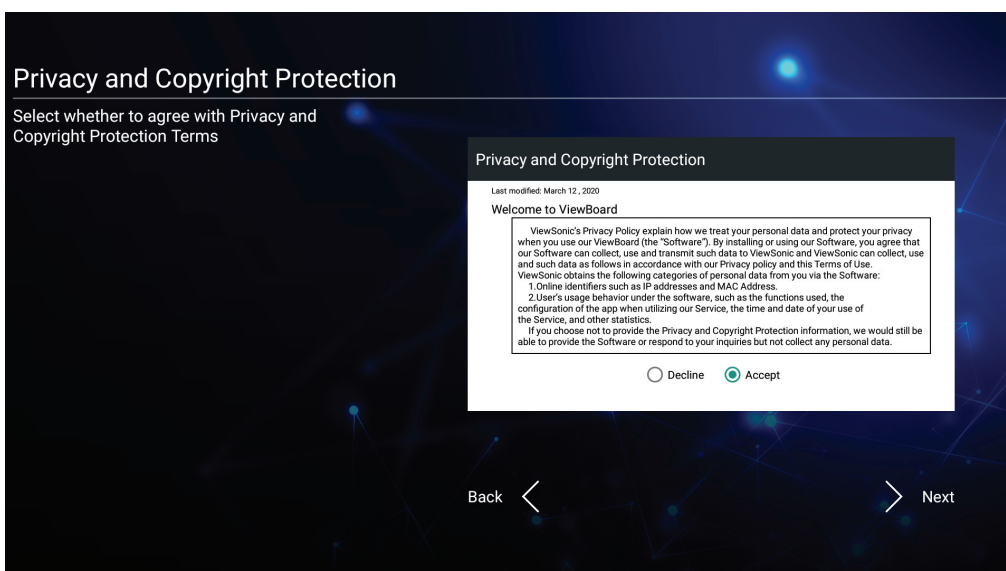 Privacy and Copyright Protection
Select whether to agree with Privacy and
Copyright Protection Terms
Privacy and Copyright Protection
Last modified: March 12 , 2020
Welcome to ViewBoard
ViewSonic's Privacy Policy explain how we treat your personal data and protect your privacy
when you use our ViewBoard (the "Software"). By installing or using our Software, you agree that
our Software can collect, use and transmit such data to ViewSonic and ViewSonic can collect, use
and such data as follows in accordance with our Privacy policy and this Terms of Use.
ViewSonic obtains the following categories of personal data from you via the Software:
1.Online identifiers such as IP addresses and MAC Address.
2.User's usage behavior under the software, such as the functions used, the
configuration of the app when utilizing our Service, the time and date of your use of
the Service, and other statistics.
If you choose not to provide the Privacy and Copyright Protection information, we would still be
able to provide the Software or respond to your inquiries but not collect any personal data.
Decline Accept
Back Next